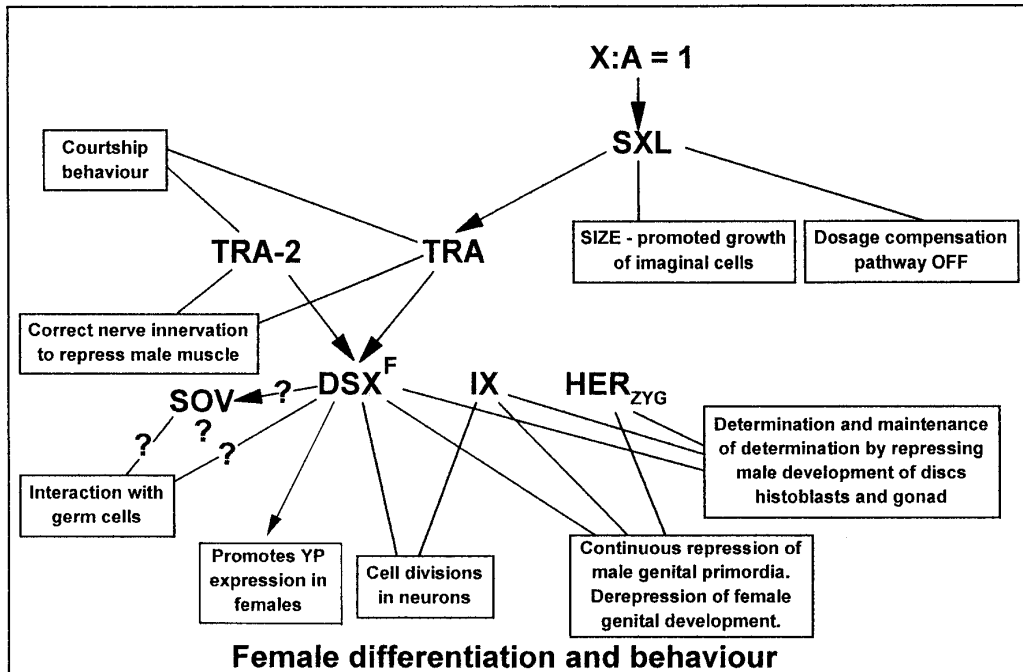 X:A = 1
SXL
Courtship
behaviour
TRA-2
TRA
SIZE - promoted growth
of imaginal cells
Dosage compensation
pathway OFF
Correct nerve innervation
to repress male muscle
SOV
?
DSX^F
IX
HER_ZYG
?
?
?
Interaction with
germ cells
Determination and maintenance
of determination by repressing
male development of discs
histoblasts and gonad
Promotes YP
expression in
females
Cell divisions
in neurons
Continuous repression of
male genital primordia.
Derepression of female
genital development.
Female differentiation and behaviour